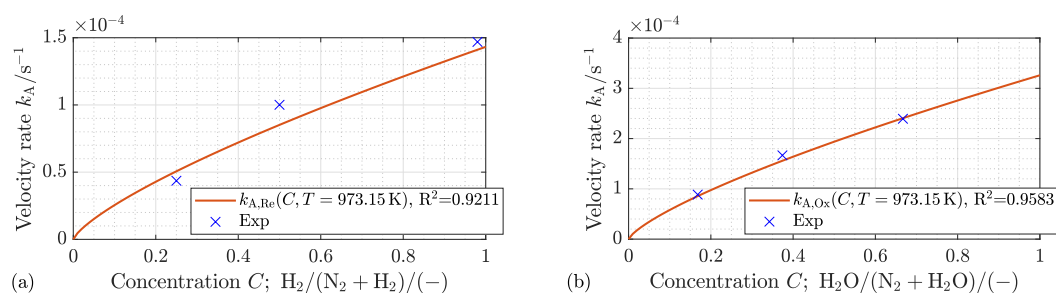 ×10⁻⁴
1.5
1
0.5
0
Velocity rate k_A/s⁻¹
k_A,Re(C, T = 973.15 K), R²=0.9211
Exp
0 0.2 0.4 0.6 0.8 1
(a) Concentration C; H₂/(N₂ + H₂)/(−)
×10⁻⁴
4
3
2
1
0
Velocity rate k_A/s⁻¹
k_A,Ox(C, T = 973.15 K), R²=0.9583
Exp
0 0.2 0.4 0.6 0.8 1
(b) Concentration C; H₂O/(N₂ + H₂O)/(−)